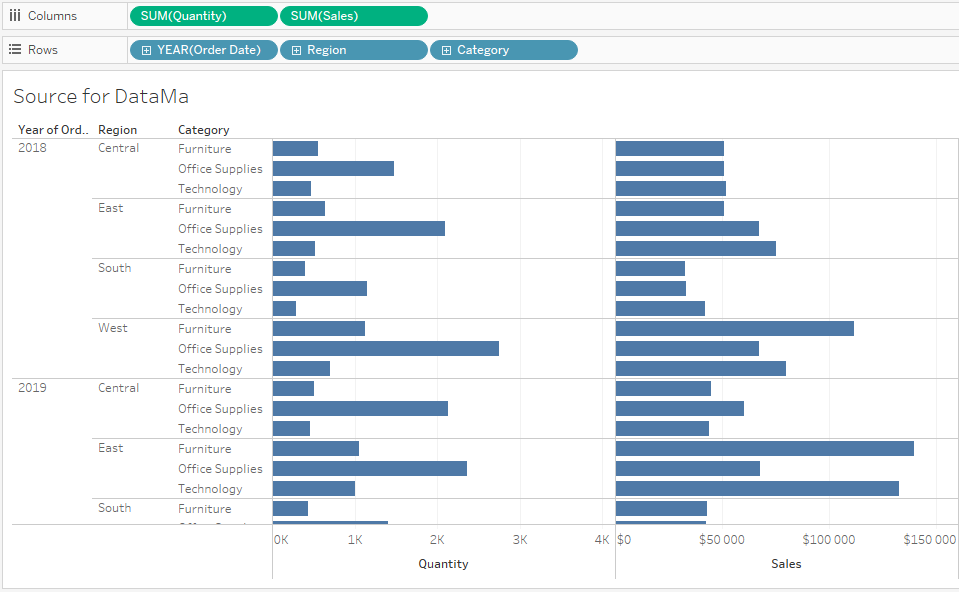 Columns SUM(Quantity) SUM(Sales)
Rows YEAR(Order Date) Region Category
Source for DataMa
Year of Ord.. Region Category
2018 Central Furniture
Office Supplies
Technology
East Furniture
Office Supplies
Technology
South Furniture
Office Supplies
Technology
West Furniture
Office Supplies
Technology
2019 Central Furniture
Office Supplies
Technology
East Furniture
Office Supplies
Technology
South Furniture
0K 1K 2K 3K 4K $0 $50 000 $100 000 $150 000
Quantity Sales